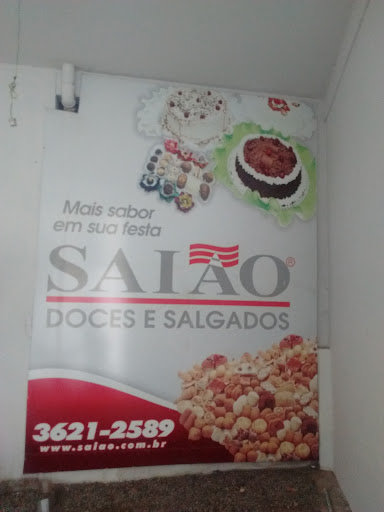 Mais sabor
em sua festa
SAIÃO®
DOCES E SALGADOS
3621-2589
www.saiao.com.br